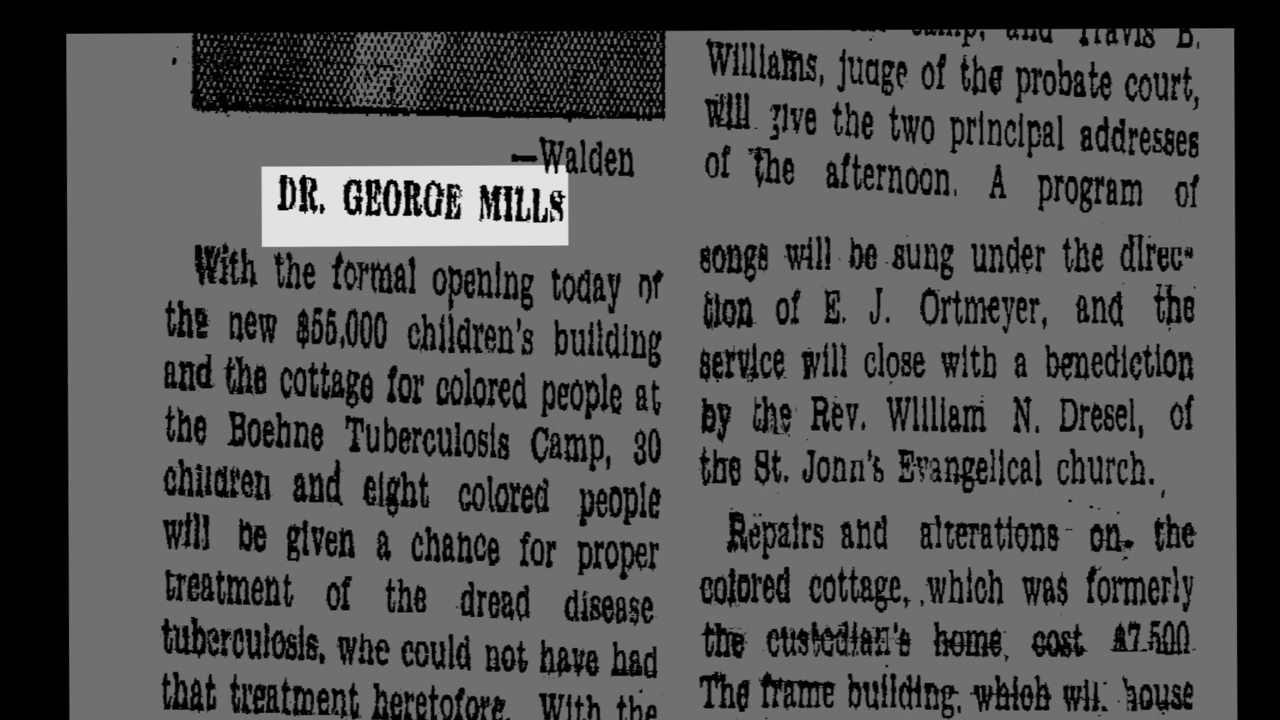 —Walden
DR. GEORGE MILLS
With the formal opening today of
the new $55,000 children's building
and the cottage for colored people at
the Boehne Tuberculosis Camp, 30
children and eight colored people
will be given a chance for proper
treatment of the dread disease
tuberculosis, who could not have had
that treatment heretofore. With the
camp, and Travis B.
Williams, judge of the probate court,
will give the two principal addresses
of the afternoon. A program of
songs will be sung under the direc-
tion of E. J. Ortmeyer, and the
service will close with a benediction
by the Rev. William N. Dresel, of
the St. John's Evangelical church.
Repairs and alterations on the
colored cottage, which was formerly
the custodian's home, cost $7,500
The frame building, which will house